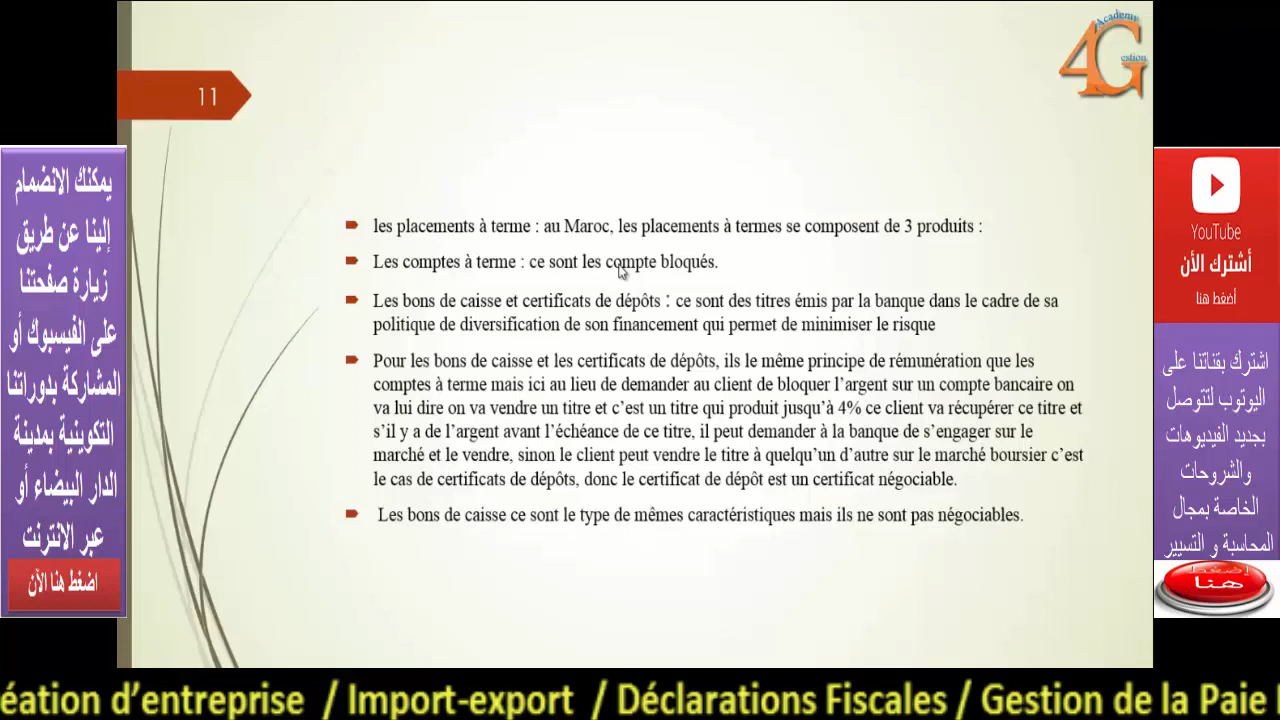 11
Academy
4G
estion
les placements à terme : au Maroc, les placements à termes se composent de 3 produits :
Les comptes à terme : ce sont les compte bloqués.
Les bons de caisse et certificats de dépôts : ce sont des titres émis par la banque dans le cadre de sa
politique de diversification de son financement qui permet de minimiser le risque
Pour les bons de caisse et les certificats de dépôts, ils le même principe de rémunération que les
comptes à terme mais ici au lieu de demander au client de bloquer l’argent sur un compte bancaire on
va lui dire on va vendre un titre et c’est un titre qui produit jusqu’à 4% ce client va récupérer ce titre et
s’il y a de l’argent avant l’échéance de ce titre, il peut demander à la banque de s’engager sur le
marché et le vendre, sinon le client peut vendre le titre à quelqu’un d’autre sur le marché boursier c’est
le cas de certificats de dépôts, donc le certificat de dépôt est un certificat négociable.
Les bons de caisse ce sont le type de mêmes caractéristiques mais ils ne sont pas négociables.
يمكنك الانضمام
إلينا عن طريق
زيارة صفحتنا
على الفيسبوك أو
المشاركة بدوراتنا
التكوينية بمدينة
الدار البيضاء أو
عبر الانترنت
اضغط هنا الآن
YouTube
أشترك الأن
أضغط هنا
اشترك بقناتنا على
اليوتوب لتتوصل
بجديد الفيديوهات
والشروحات
الخاصة بمجال
المحاسبة و التسيير
إضغط
هنا
éation d’entreprise / Import-export / Déclarations Fiscales / Gestion de la Paie